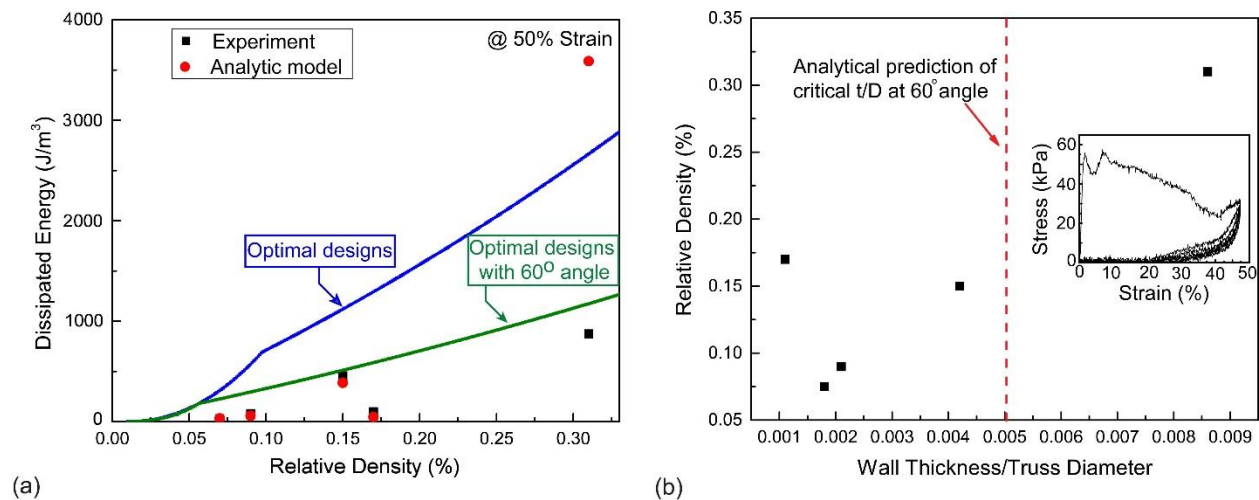 4000
3000
2000
1000
0
0.00 0.05 0.10 0.15 0.20 0.25 0.30
Dissipated Energy (J/m³)
Relative Density (%)
Experiment
Analytic model
@ 50% Strain
Optimal designs
Optimal designs
with 60° angle
(a)
0.35
0.30
0.25
0.20
0.15
0.10
0.05
0.001 0.002 0.003 0.004 0.005 0.006 0.007 0.008 0.009
Relative Density (%)
Wall Thickness/Truss Diameter
Analytical prediction of
critical t/D at 60° angle
60
40
20
0
0 10 20 30 40 50
Stress (kPa)
Strain (%)
(b)